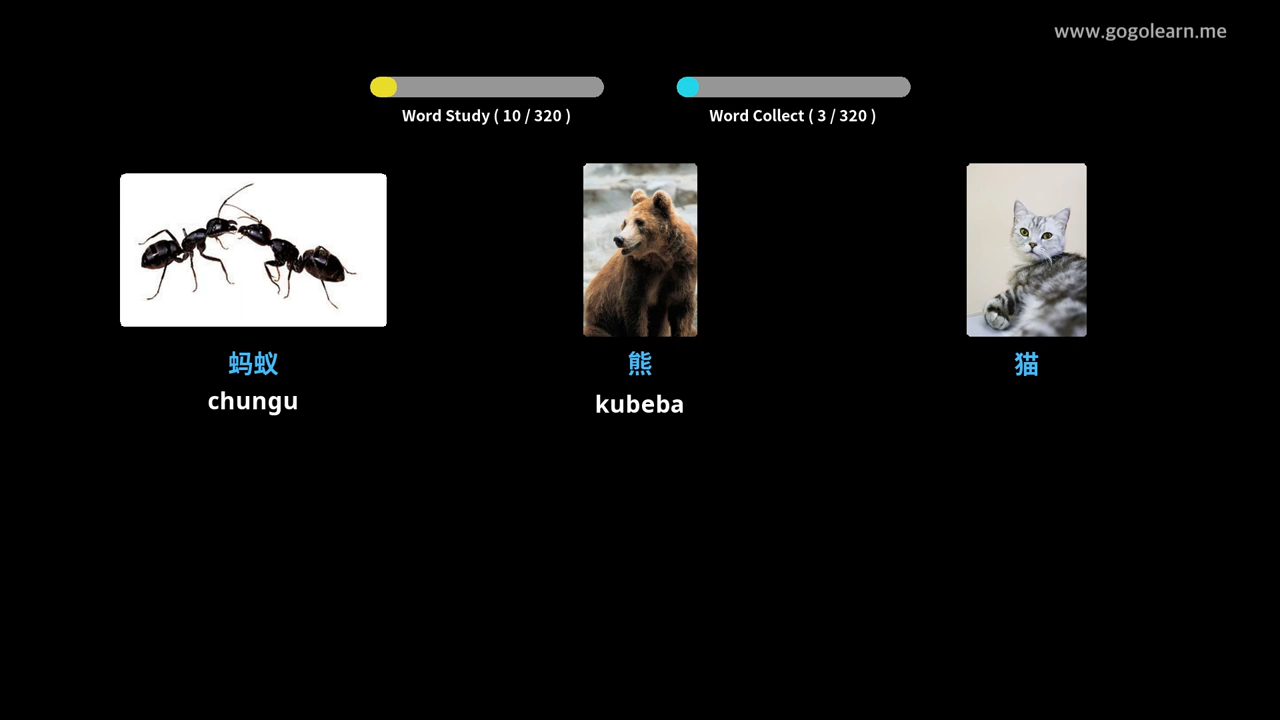 www.gogolearn.me
Word Study ( 10 / 320 )
Word Collect ( 3 / 320 )
蚂蚁
熊
猫
chungu
kubeba